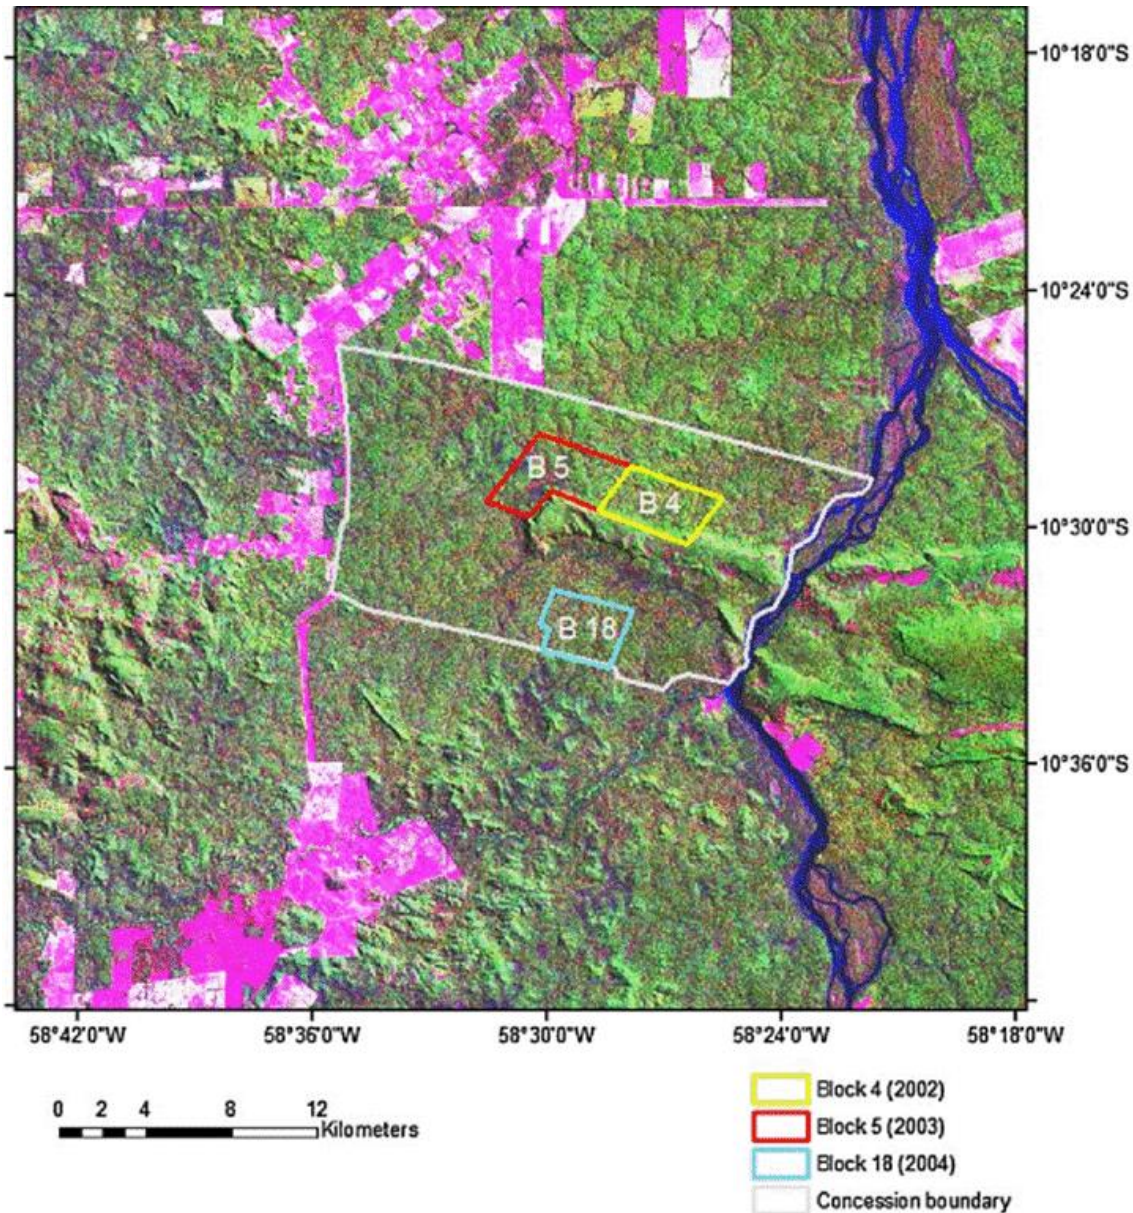 10°18'0"S
10°24'0"S
B 5
B 4
10°30'0"S
B 18
10°36'0"S
58°42'0"W 58°36'0"W 58°30'0"W 58°24'0"W 58°18'0"W
0 2 4 8 12
Kilometers
Block 4 (2002)
Block 5 (2003)
Block 18 (2004)
Concession boundary